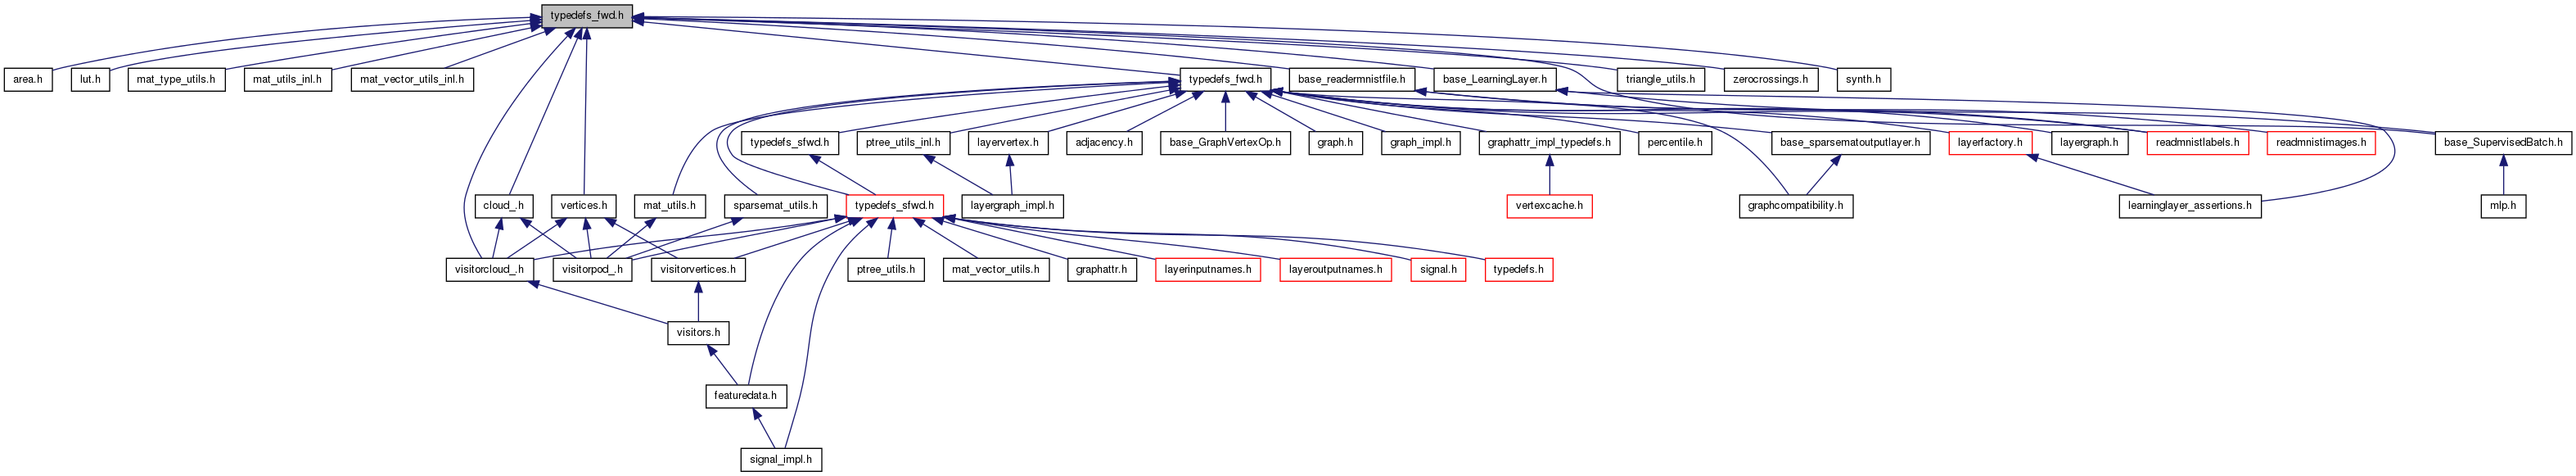 typedefs_fwd.h
area.h
lut.h
mat_type_utils.h
mat_utils_inl.h
mat_vector_utils_inl.h
typedefs_fwd.h
base_readermnistfile.h
base_LearningLayer.h
triangle_utils.h
zerocrossings.h
synth.h
typedefs_sfwd.h
ptree_utils_inl.h
layervertex.h
adjacency.h
base_GraphVertexOp.h
graph.h
graph_impl.h
graphattr_impl_typedefs.h
percentile.h
base_sparsematoutputlayer.h
layerfactory.h
layergraph.h
readmnistlabels.h
readmnistimages.h
base_SupervisedBatch.h
cloud_.h
vertices.h
mat_utils.h
sparsemat_utils.h
typedefs_sfwd.h
layergraph_impl.h
vertexcache.h
graphcompatibility.h
learninglayer_assertions.h
mlp.h
visitorcloud_.h
visitorpod_.h
visitorvertices.h
ptree_utils.h
mat_vector_utils.h
graphattr.h
layerinputnames.h
layeroutputnames.h
signal.h
typedefs.h
visitors.h
featuredata.h
signal_impl.h